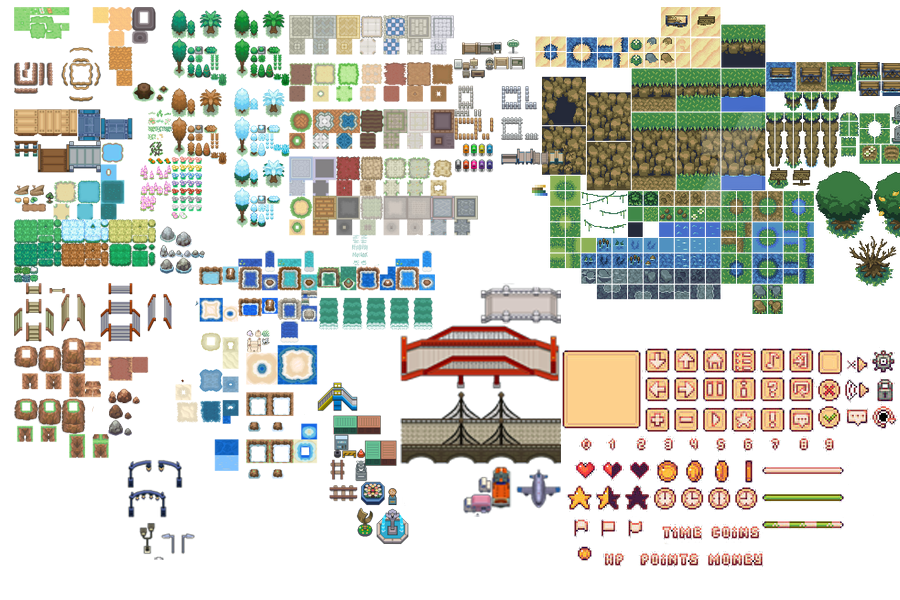 0 1 2 3 4 5 6 7 8 9
TIME COINS
HP POINTS MONEY